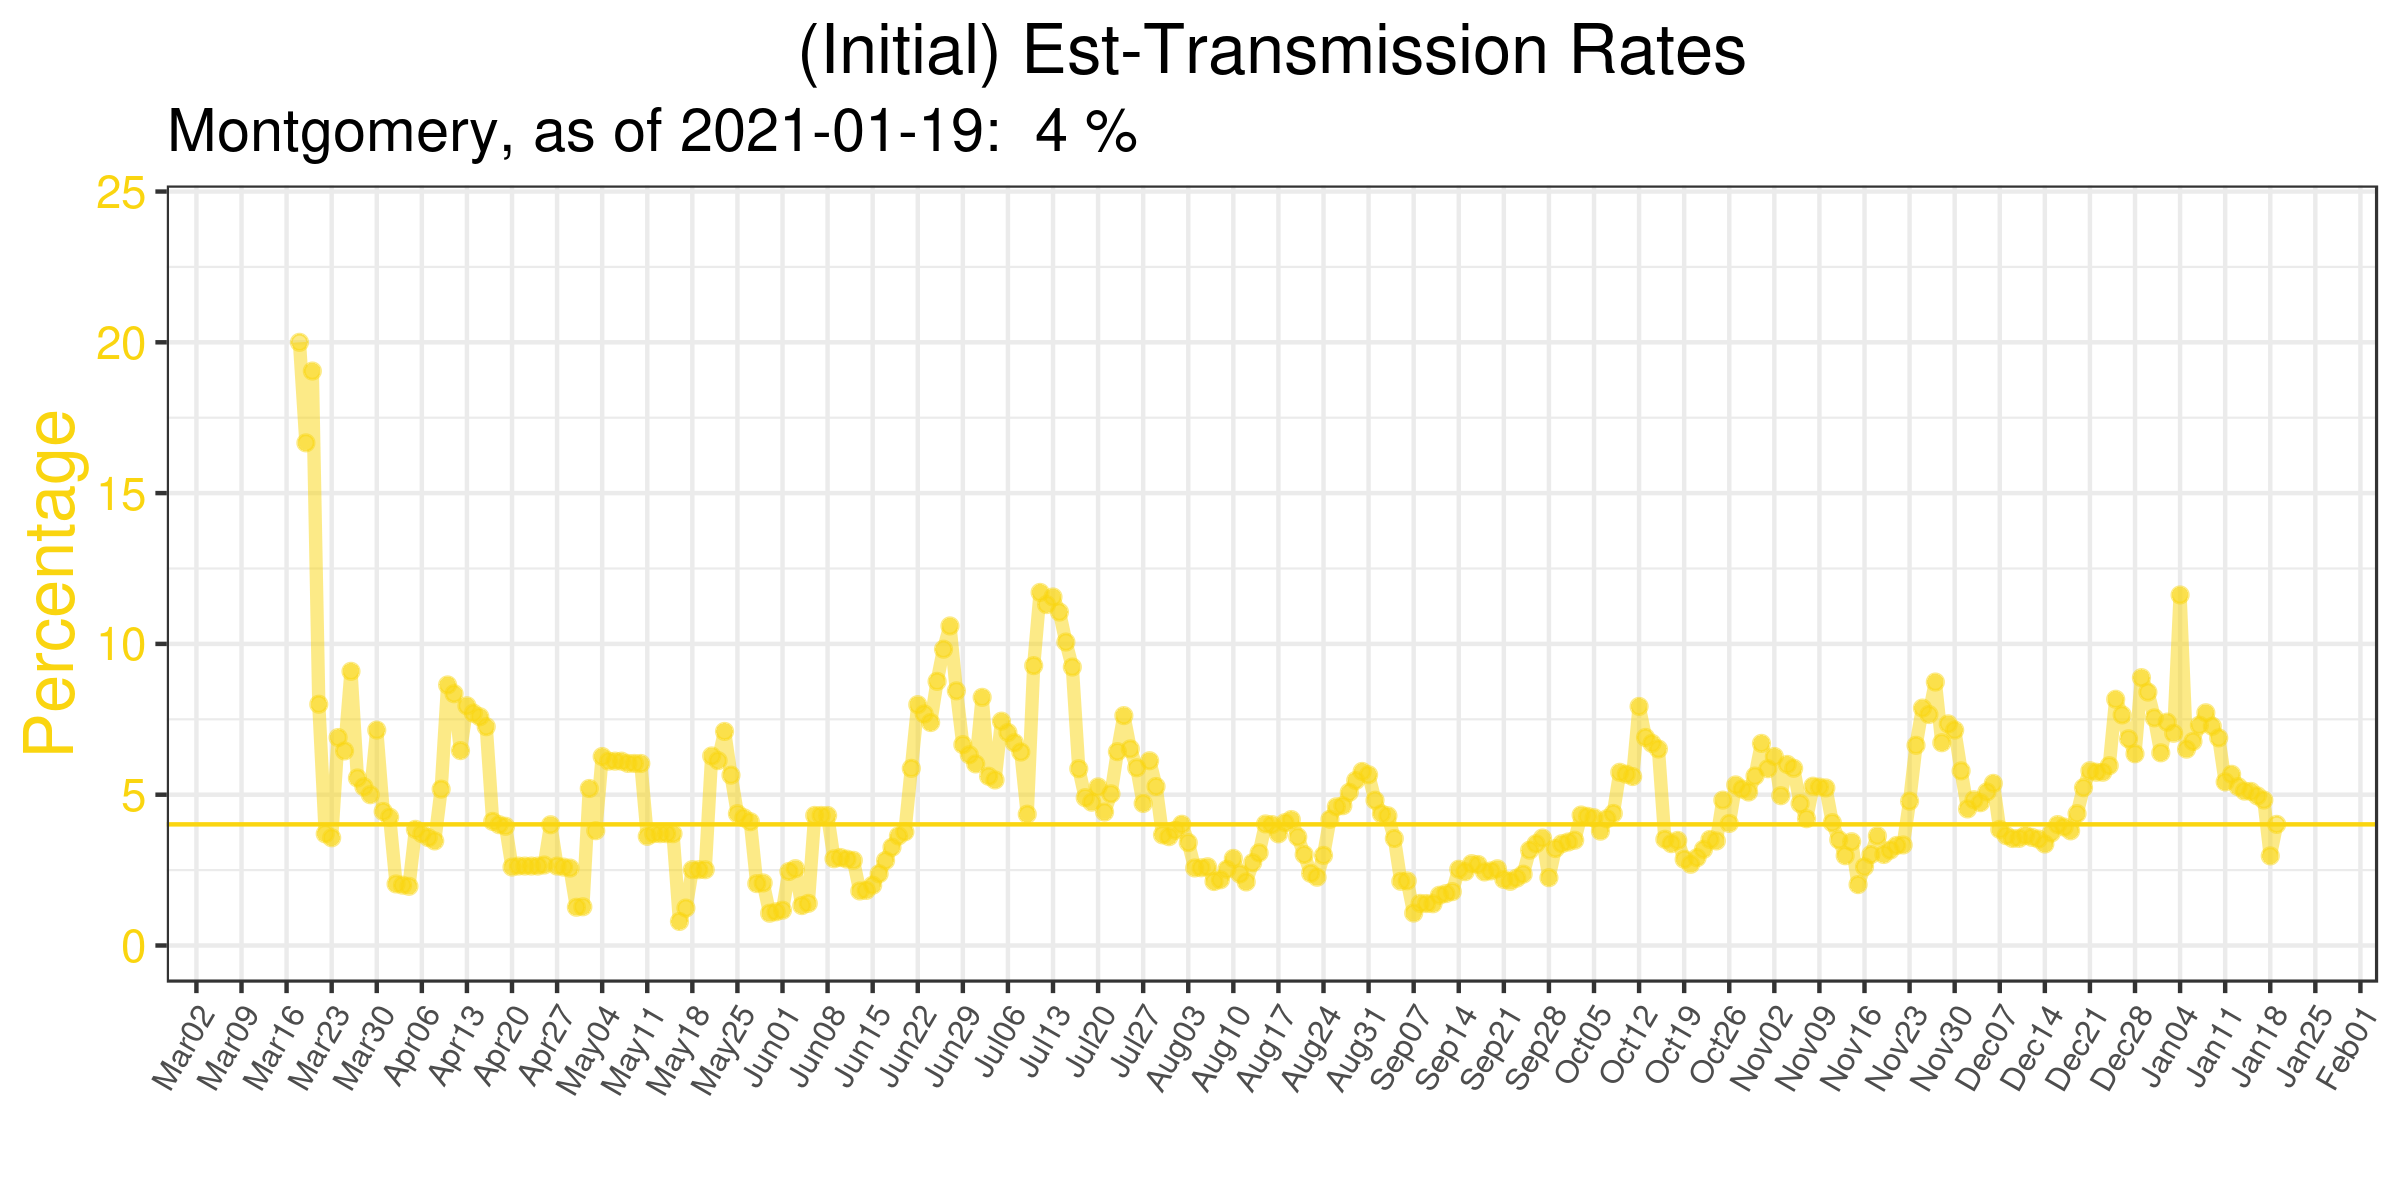 (Initial) Est-Transmission Rates
Montgomery, as of 2021-01-19:  4 %
Percentage
25
20
15
10
5
0
Mar02
Mar09
Mar16
Mar23
Mar30
Apr06
Apr13
Apr20
Apr27
May04
May11
May18
May25
Jun01
Jun08
Jun15
Jun22
Jun29
Jul06
Jul13
Jul20
Jul27
Aug03
Aug10
Aug17
Aug24
Aug31
Sep07
Sep14
Sep21
Sep28
Oct05
Oct12
Oct19
Oct26
Nov02
Nov09
Nov16
Nov23
Nov30
Dec07
Dec14
Dec21
Dec28
Jan04
Jan11
Jan18
Jan25
Feb01